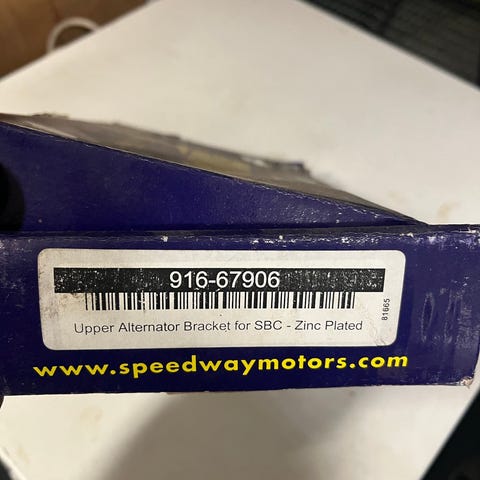 916-67906
Upper Alternator Bracket for SBC - Zinc Plated
81665
www.speedwaymotors.com